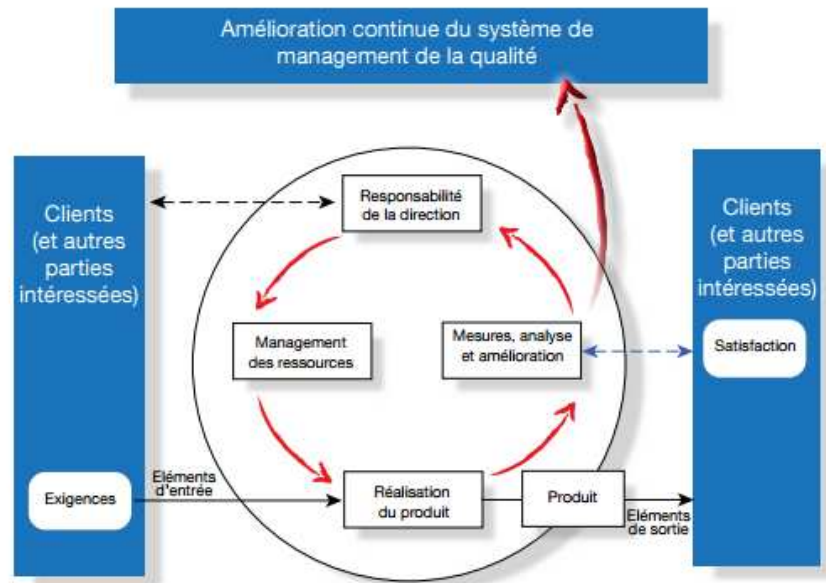 Amélioration continue du système de
management de la qualité
Clients
(et autres
parties
intéressées)
Responsabilité
de la direction
Clients
(et autres
parties
intéressées)
Management
des ressources
Mesures, analyse
et amélioration
Satisfaction
Exigences
Eléments
d'entrée
Réalisation
du produit
Produit
Eléments
de sortie